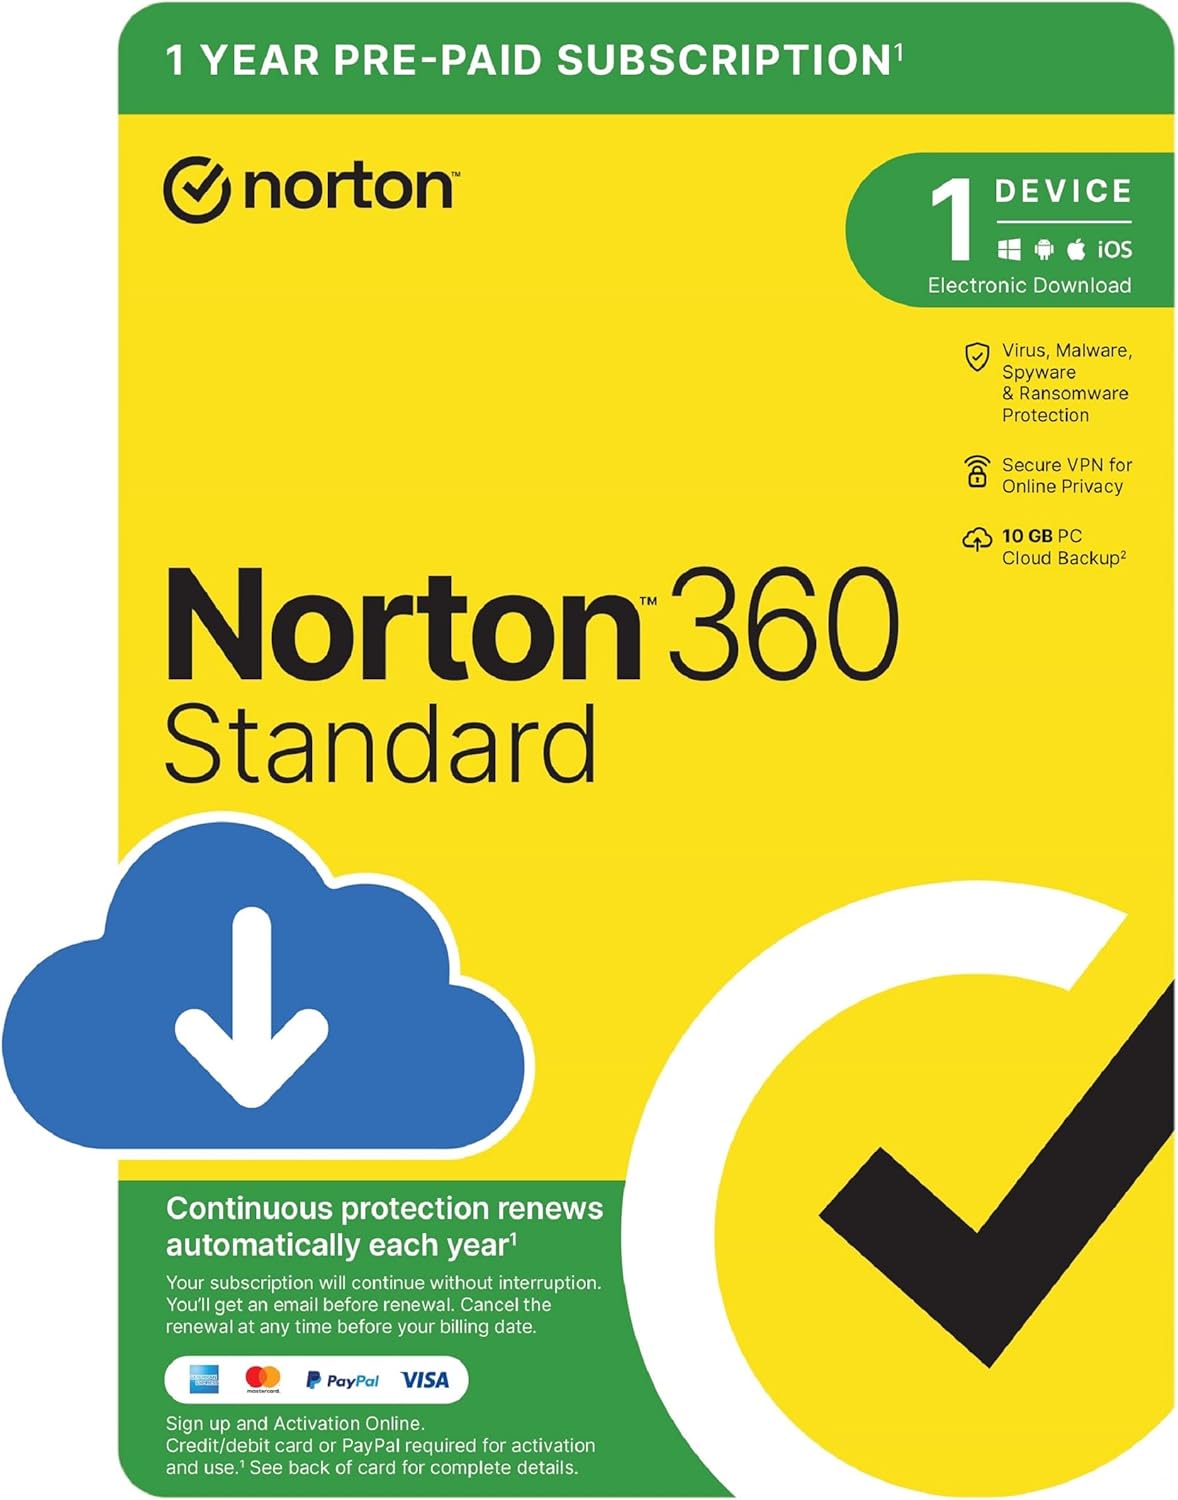 1 YEAR PRE-PAID SUBSCRIPTION¹
norton™
1 DEVICE
iOS
Electronic Download
Virus, Malware,
Spyware
& Ransomware
Protection
Secure VPN for
Online Privacy
10 GB PC
Cloud Backup²
Norton™ 360
Standard
Continuous protection renews
automatically each year¹
Your subscription will continue without interruption.
You'll get an email before renewal. Cancel the
renewal at any time before your billing date.
AMERICAN EXPRESS mastercard. PayPal VISA
Sign up and Activation Online.
Credit/debit card or PayPal required for activation
and use.¹ See back of card for complete details.